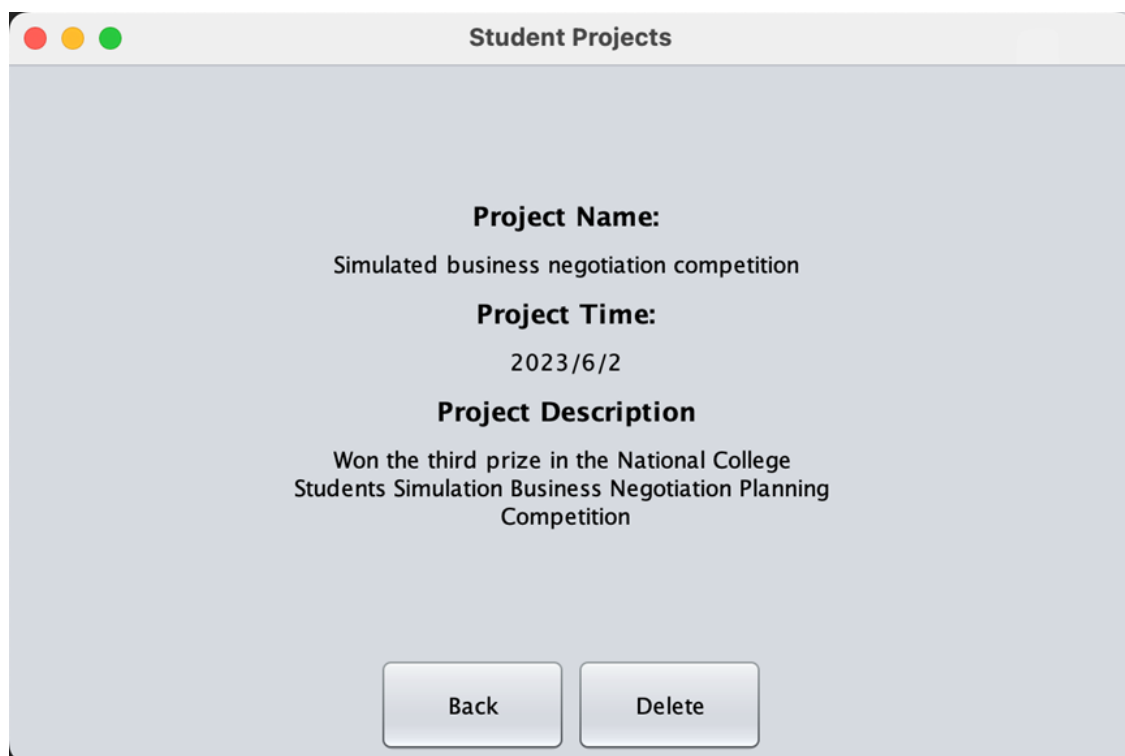 Student Projects
Project Name:
Simulated business negotiation competition
Project Time:
2023/6/2
Project Description
Won the third prize in the National College
Students Simulation Business Negotiation Planning
Competition
Back
Delete